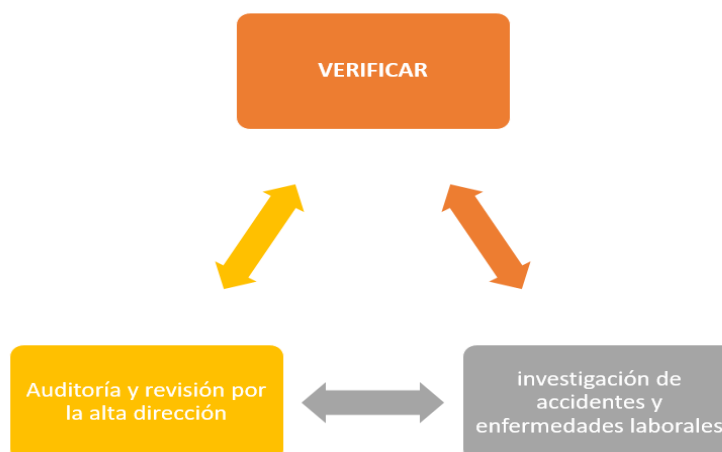 VERIFICAR
Auditoría y revisión por
la alta dirección
investigación de
accidentes y
enfermedades laborales